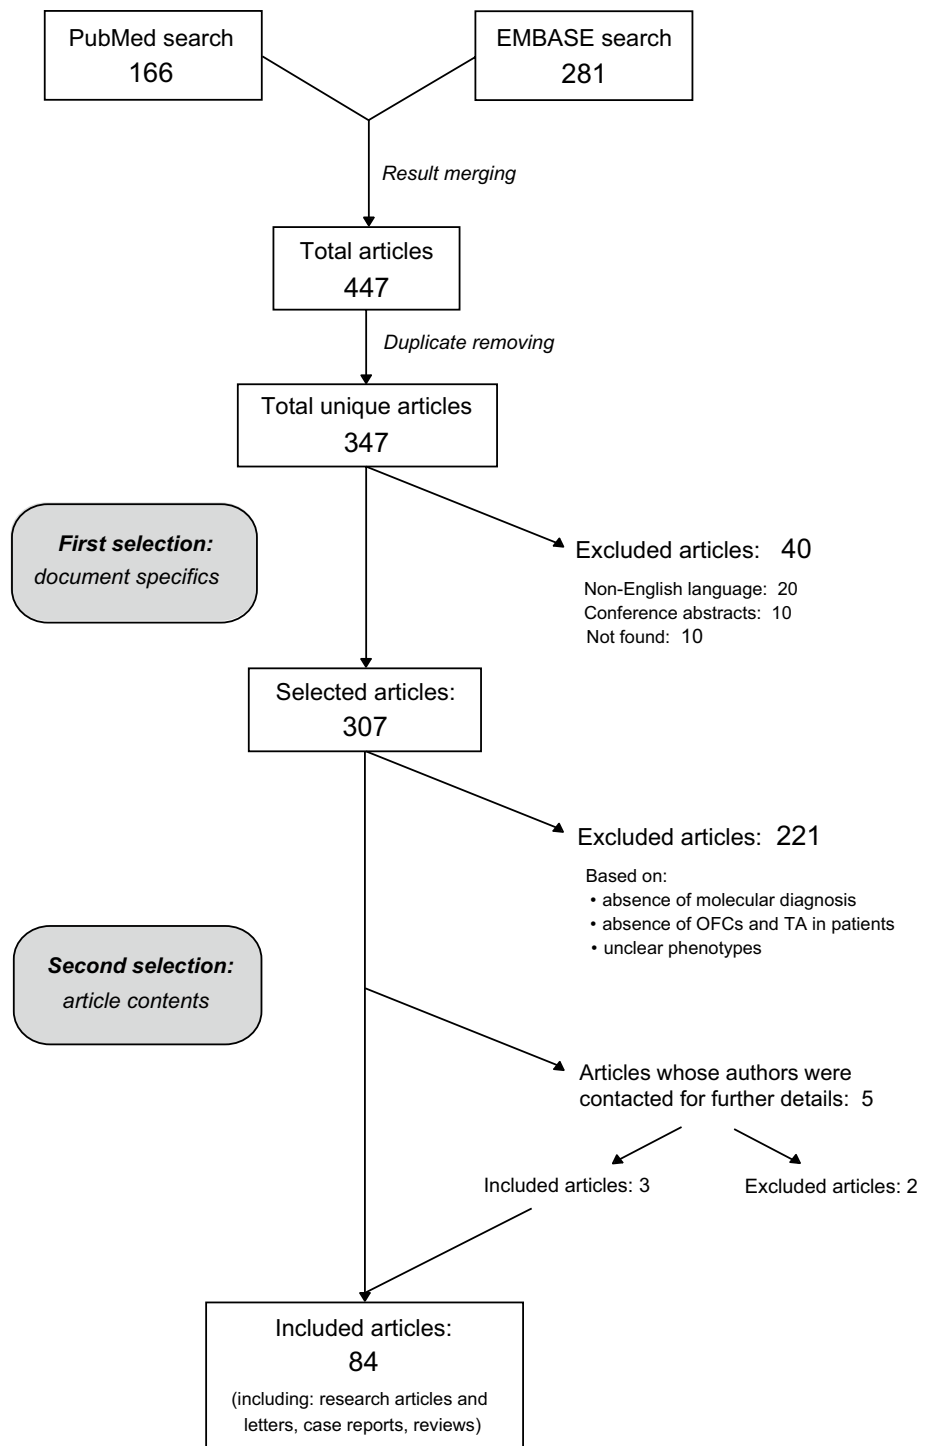 PubMed search
166
EMBASE search
281
Result merging
Total articles
447
Duplicate removing
Total unique articles
347
First selection:
document specifics
Excluded articles: 40
Non-English language: 20
Conference abstracts: 10
Not found: 10
Selected articles:
307
Excluded articles: 221
Based on:
• absence of molecular diagnosis
• absence of OFCs and TA in patients
• unclear phenotypes
Second selection:
article contents
Articles whose authors were
contacted for further details: 5
Included articles: 3
Excluded articles: 2
Included articles:
84
(including: research articles and
letters, case reports, reviews)